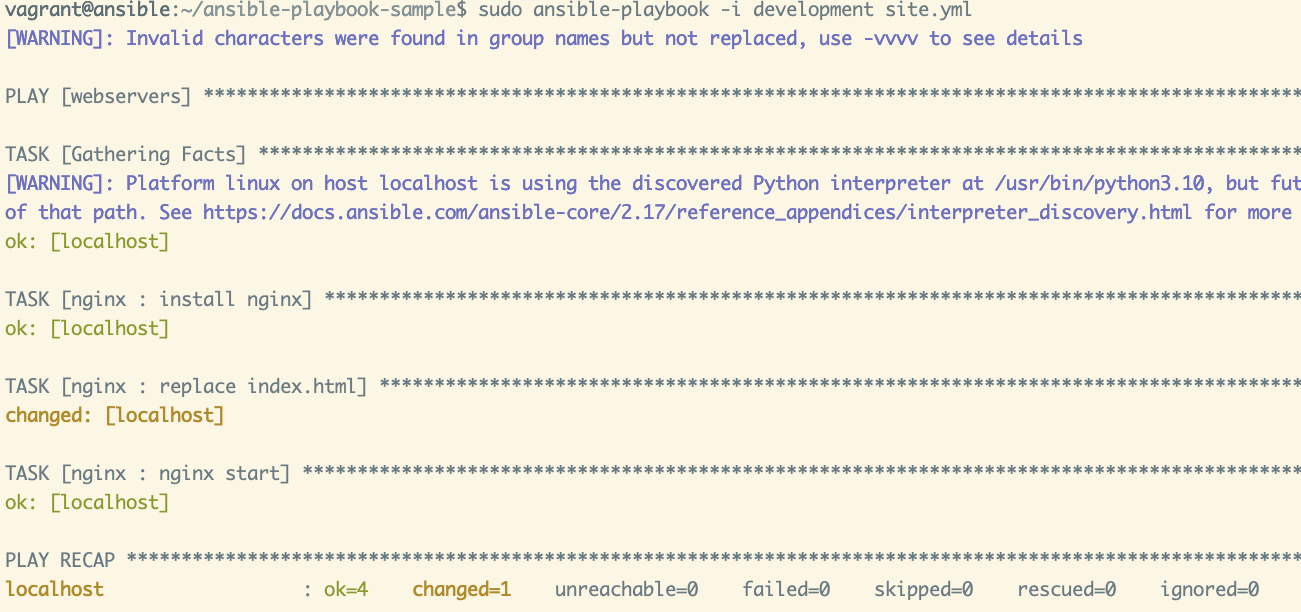 vagrant@ansible:~/ansible-playbook-sample$ sudo ansible-playbook -i development site.yml
[WARNING]: Invalid characters were found in group names but not replaced, use -vvvv to see details
PLAY [webservers] ****************************************************************************************************
TASK [Gathering Facts] ***********************************************************************************************
[WARNING]: Platform linux on host localhost is using the discovered Python interpreter at /usr/bin/python3.10, but fut
of that path. See https://docs.ansible.com/ansible-core/2.17/reference_appendices/interpreter_discovery.html for more
ok: [localhost]
TASK [nginx : install nginx] *****************************************************************************************
ok: [localhost]
TASK [nginx : replace index.html] ************************************************************************************
changed: [localhost]
TASK [nginx : nginx start] *******************************************************************************************
ok: [localhost]
PLAY RECAP ***********************************************************************************************************
localhost                  : ok=4    changed=1    unreachable=0    failed=0    skipped=0    rescued=0    ignored=0